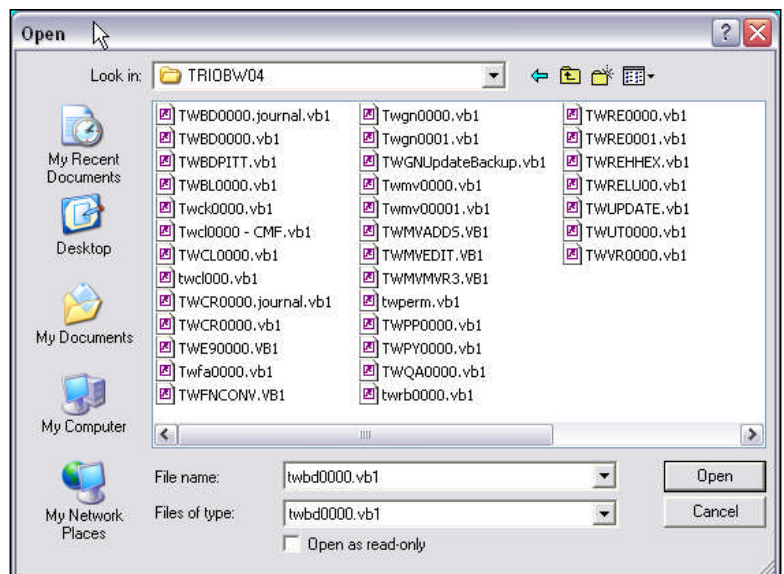 Open
Look in:
TRIOBW04
My Recent
Documents
Desktop
My Documents
My Computer
My Network
Places
TWBD0000.journal.vb1
TWBD0000.vb1
TWBDPITT.vb1
TWBL0000.vb1
Twck0000.vb1
Twcl0000 - CMF.vb1
TWCL0000.vb1
twcl000.vb1
TWCR0000.journal.vb1
TWCR0000.vb1
TWE90000.VB1
Twfa0000.vb1
TWFNCONV.VB1
Twgn0000.vb1
Twgn0001.vb1
TWGNUpdateBackup.vb1
Twmv0000.vb1
Twmv00001.vb1
TWMVADDS.VB1
TWMVEDIT.VB1
TWMVMVR3.VB1
twperm.vb1
TWPP0000.vb1
TWPY0000.vb1
TWQA0000.vb1
twrb0000.vb1
TWRE0000.vb1
TWRE0001.vb1
TWREHHEX.vb1
TWRELU00.vb1
TWUPDATE.vb1
TWUT0000.vb1
TWVR0000.vb1
File name:
twbd0000.vb1
Open
Files of type:
twbd0000.vb1
Cancel
Open as read-only